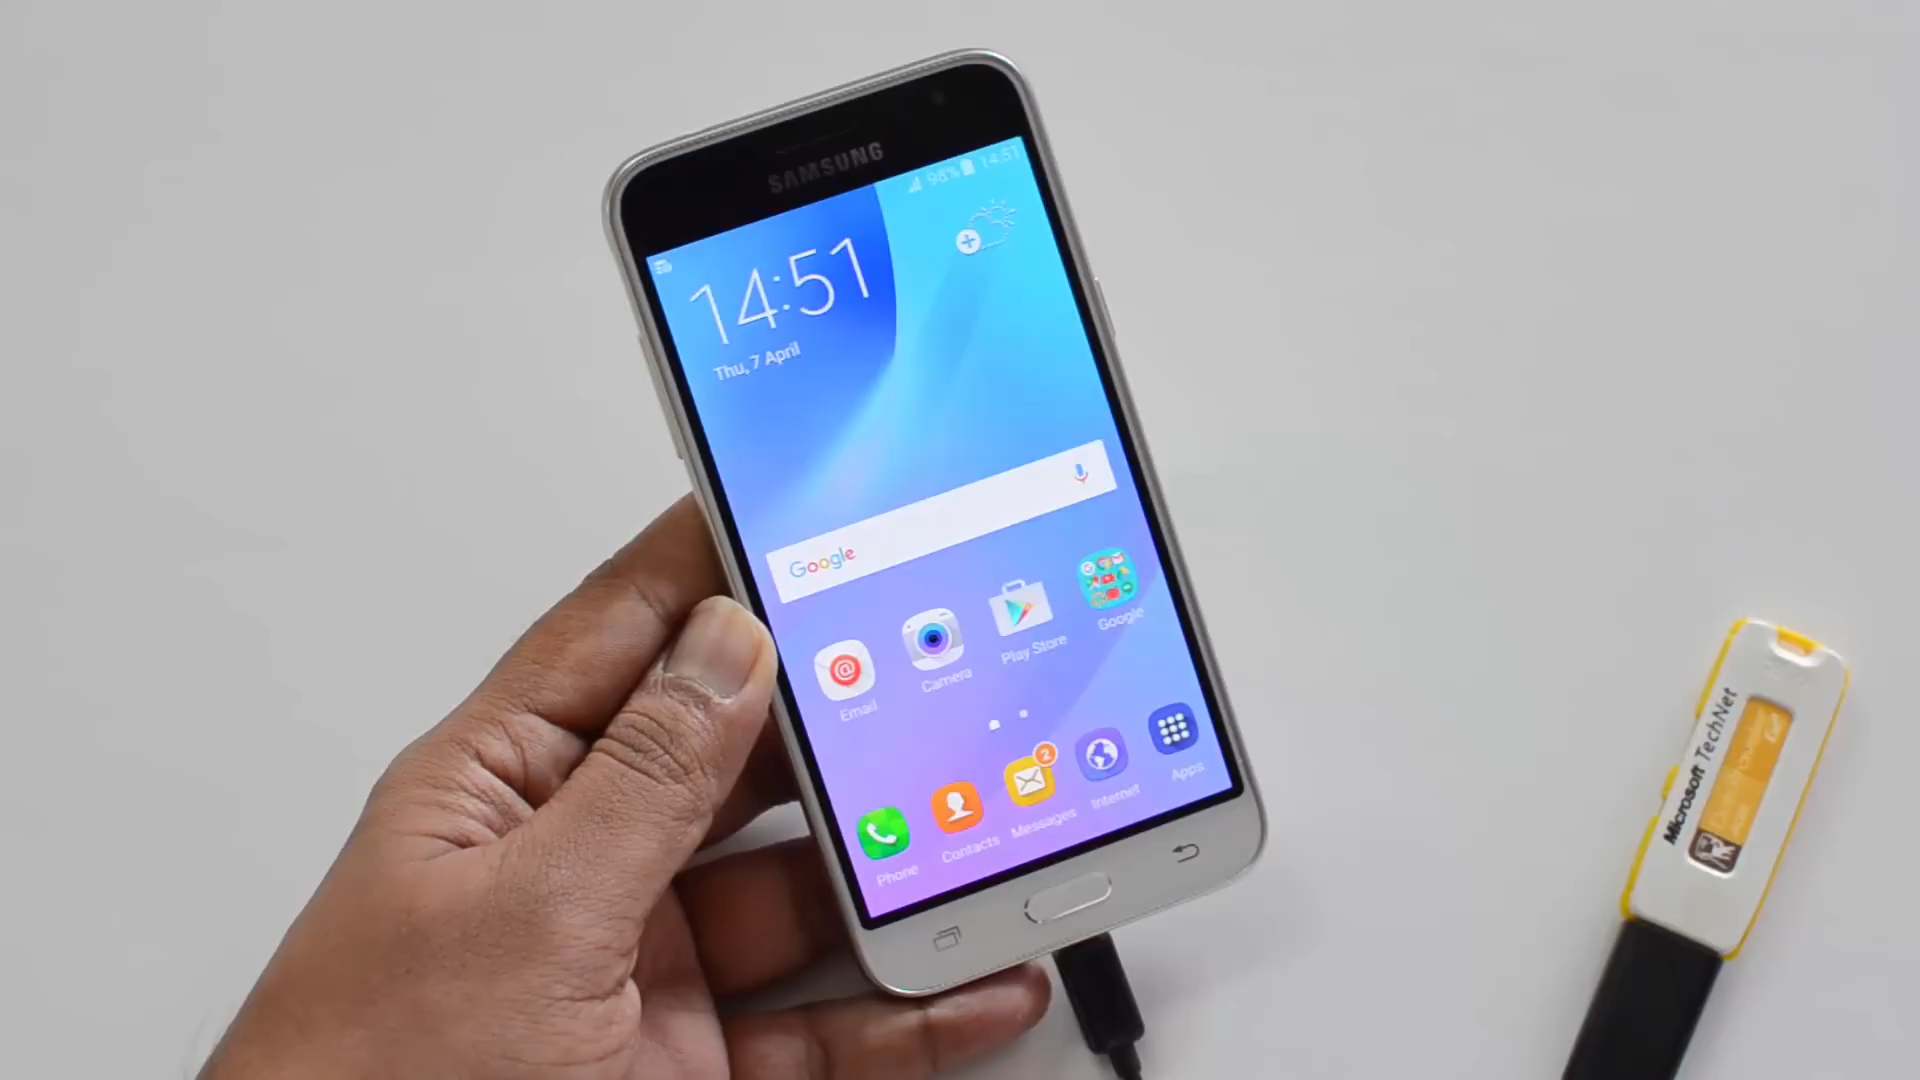 SAMSUNG
98% 14:51
14:51
Thu, 7 April
Google
Email
Camera
Play Store
Google
2
Phone
Contacts
Messages
Internet
Apps
Microsoft TechNet